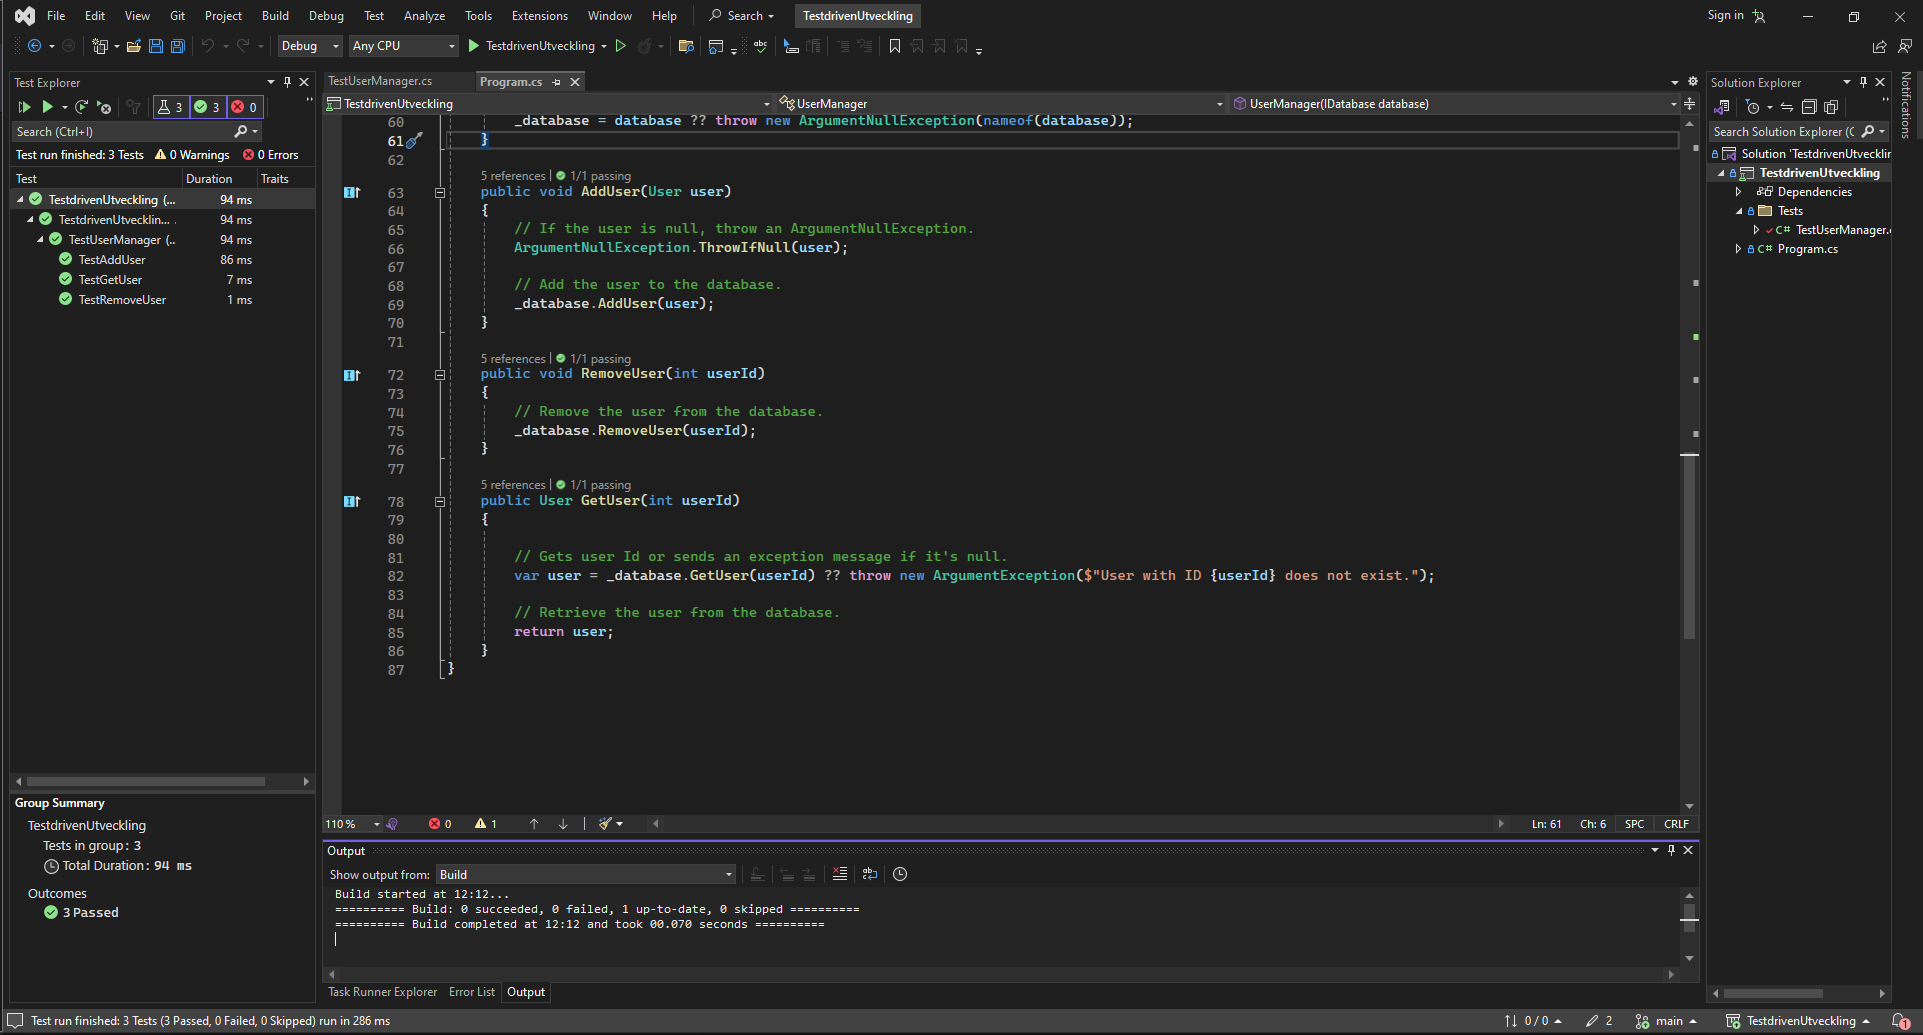 File Edit View Git Project Build Debug Test Analyze Tools Extensions Window Help Search TestdrivenUtveckling Sign in
Debug Any CPU TestdrivenUtveckling
Test Explorer
3 3 0
Search (Ctrl+I)
Test run finished: 3 Tests 0 Warnings 0 Errors
Test Duration Traits
TestdrivenUtveckling (... 94 ms
TestdrivenUtvecklin... 94 ms
TestUserManager (.. 94 ms
TestAddUser 86 ms
TestGetUser 7 ms
TestRemoveUser 1 ms
Group Summary
TestdrivenUtveckling
Tests in group: 3
Total Duration: 94 ms
Outcomes
3 Passed
TestUserManager.cs Program.cs
TestdrivenUtveckling UserManager UserManager(IDatabase database)
60 _database = database ?? throw new ArgumentNullException(nameof(database));
61 }
62
5 references | 1/1 passing
63 public void AddUser(User user)
64 {
65 // If the user is null, throw an ArgumentNullException.
66 ArgumentNullException.ThrowIfNull(user);
67
68 // Add the user to the database.
69 _database.AddUser(user);
70 }
71
5 references | 1/1 passing
72 public void RemoveUser(int userId)
73 {
74 // Remove the user from the database.
75 _database.RemoveUser(userId);
76 }
77
5 references | 1/1 passing
78 public User GetUser(int userId)
79 {
80
81 // Gets user Id or sends an exception message if it's null.
82 var user = _database.GetUser(userId) ?? throw new ArgumentException($"User with ID {userId} does not exist.");
83
84 // Retrieve the user from the database.
85 return user;
86 }
87 }
110 % 0 1 Ln: 61 Ch: 6 SPC CRLF
Output
Show output from: Build
Build started at 12:12...
========== Build: 0 succeeded, 0 failed, 1 up-to-date, 0 skipped ==========
========== Build completed at 12:12 and took 00.070 seconds ==========
Task Runner Explorer Error List Output
Solution Explorer
Search Solution Explorer (C
Solution 'TestdrivenUtvecklin
TestdrivenUtveckling
Dependencies
Tests
C# TestUserManager.c
C# Program.cs
Notifications
Test run finished: 3 Tests (3 Passed, 0 Failed, 0 Skipped) run in 286 ms 0 / 0 2 main TestdrivenUtveckling 1